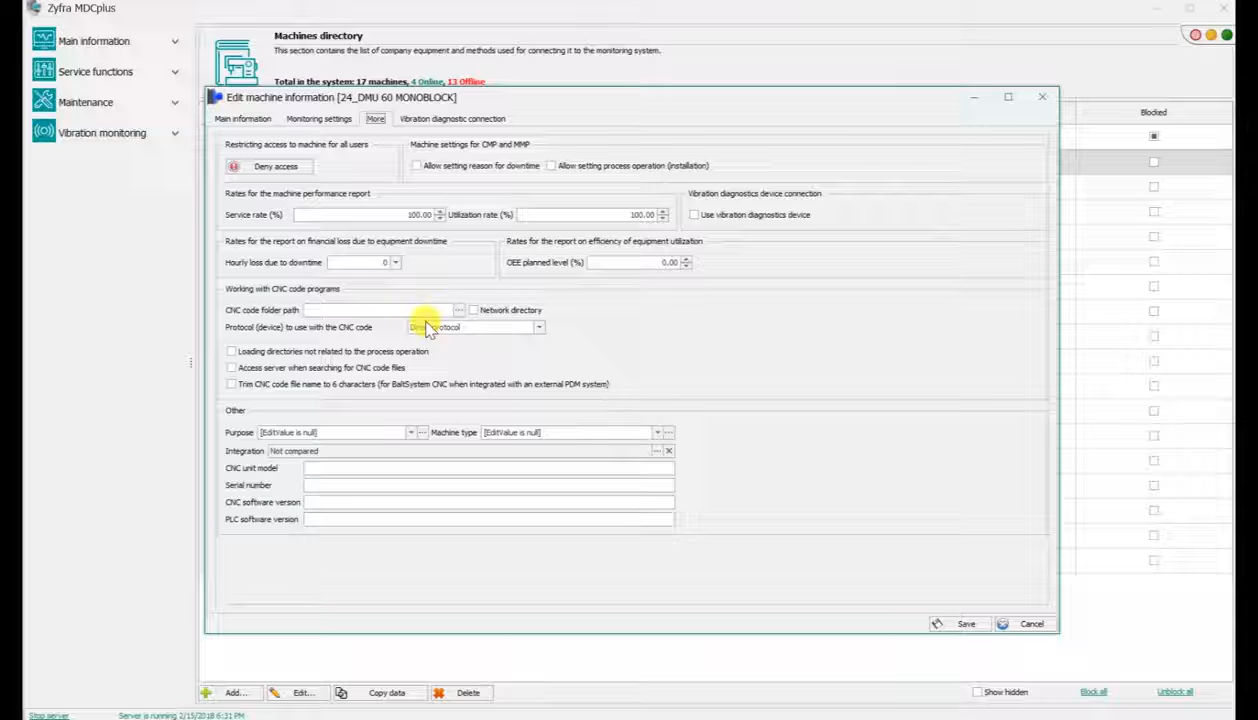 Zyfra MDCplus
Main information
Service functions
Maintenance
Vibration monitoring
Machines directory
This section contains the list of company equipment and methods used for connecting it to the monitoring system.
Total in the system: 17 machines, 4 Online, 13 Offline
Blocked
Edit machine information [24_DMU 60 MONOBLOCK]
Main information Monitoring settings More Vibration diagnostic connection
Restricting access to machine for all users Machine settings for CMP and MMP
Deny access Allow setting reason for downtime Allow setting process operation (installation)
Rates for the machine performance report Vibration diagnostics device connection
Service rate (%) 100.00 Utilization rate (%) 100.00 Use vibration diagnostics device
Rates for the report on financial loss due to equipment downtime Rates for the report on efficiency of equipment utilization
Hourly loss due to downtime 0 OEE planned level (%) 0.00
Working with CNC code programs
CNC code folder path ... Network directory
Protocol (device) to use with the CNC code
Loading directories not related to the process operation
Access server when searching for CNC code files
Trim CNC code file name to 6 characters (for BaltSystem CNC when integrated with an external PDM system)
Other
Purpose [EditValue is null] ... Machine type [EditValue is null] ...
Integration Not compared ...
CNC unit model
Serial number
CNC software version
PLC software version
Save Cancel
Add... Edit... Copy data Delete Show hidden Block all Unblock all
Stop server Server is running 2/15/2018 6:31 PM